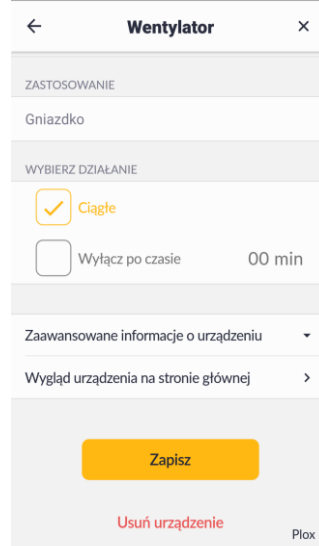 Wentylator
ZASTOSOWANIE
Gniazdko
WYBIERZ DZIAŁANIE
Ciągłe
Wyłącz po czasie 00 min
Zaawansowane informacje o urządzeniu
Wygląd urządzenia na stronie głównej
Zapisz
Usuń urządzenie
Plox